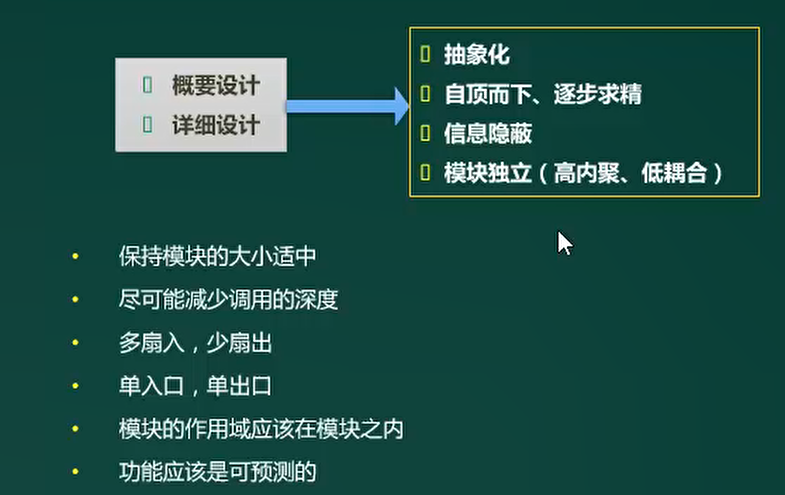 概要设计
详细设计
抽象化
自顶而下、逐步求精
信息隐蔽
模块独立（高内聚、低耦合）
保持模块的大小适中
尽可能减少调用的深度
多扇入，少扇出
单入口，单出口
模块的作用域应该在模块之内
功能应该是可预测的